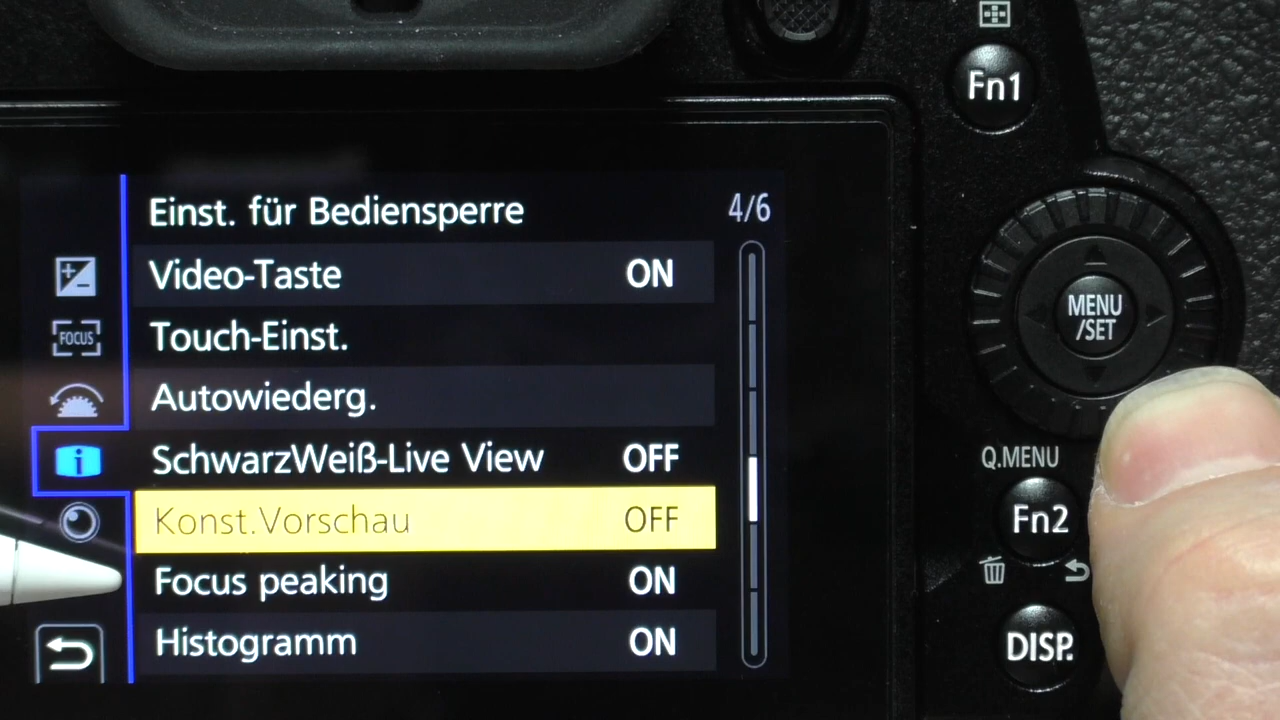 Fn1
Einst. für Bediensperre 4/6
Video-Taste ON
FOCUS Touch-Einst.
Autowiederg.
SchwarzWeiß-Live View OFF
Konst.Vorschau OFF
Focus peaking ON
Histogramm ON
MENU
/SET
Q.MENU
Fn2
DISP.